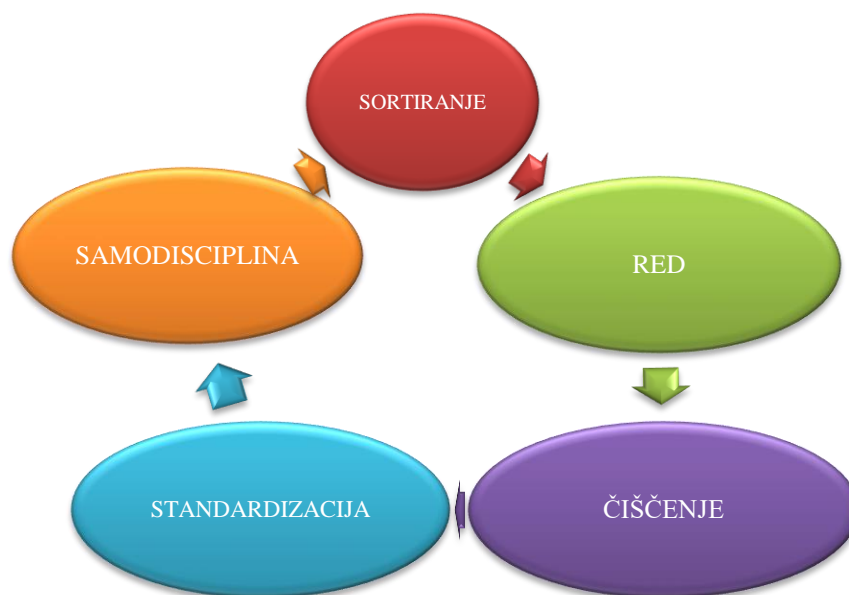 SORTIRANJE
RED
ČIŠČENJE
STANDARDIZACIJA
SAMODISCIPLINA